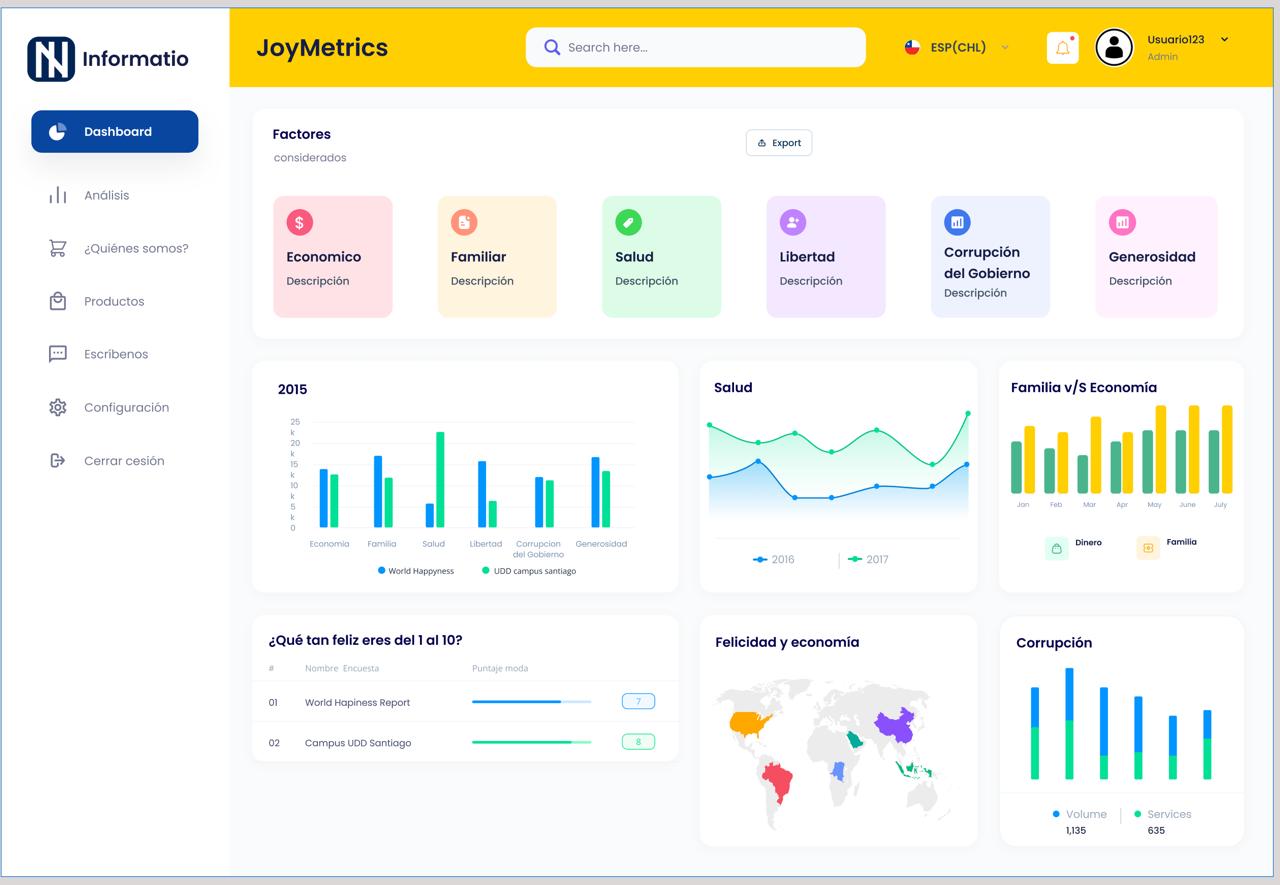 Informatio
JoyMetrics
Search here...
ESP(CHL)
Usuario123
Admin
Dashboard
Análisis
¿Quiénes somos?
Productos
Escríbenos
Configuración
Cerrar cesión
Factores
considerados
Export
$
Economico
Descripción
Familiar
Descripción
Salud
Descripción
Libertad
Descripción
Corrupción
del Gobierno
Descripción
Generosidad
Descripción
2015
25
k
20
k
15
k
10
k
5
k
0
Economia
Familia
Salud
Libertad
Corrupcion
del Gobierno
Generosidad
World Happyness
UDD campus santiago
Salud
2016
2017
Familia v/S Economía
Jan
Feb
Mar
Apr
May
June
July
Dinero
Familia
¿Qué tan feliz eres del 1 al 10?
# Nombre Encuesta Puntaje moda
01 World Hapiness Report 7
02 Campus UDD Santiago 8
Felicidad y economía
Corrupción
Volume
1,135
Services
635